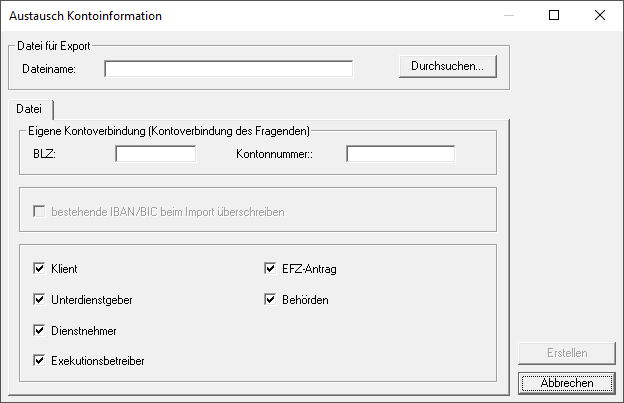 Austausch Kontoinformation
Datei für Export
Dateiname:
Durchsuchen...
Datei
Eigene Kontoverbindung (Kontoverbindung des Fragenden)
BLZ:
Kontonnummer::
bestehende IBAN/BIC beim Import überschreiben
Klient
EFZ-Antrag
Unterdienstgeber
Behörden
Dienstnehmer
Exekutionsbetreiber
Erstellen
Abbrechen